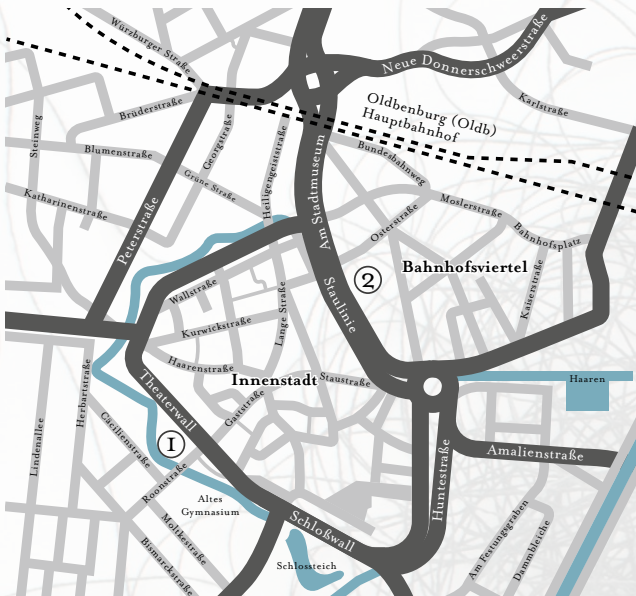 Würzburger Straße
Neue Donnerschweerstraße
Karlstraße
Brüderstraße
Steinweg
Georgstraße
Oldenburg (Oldb)
Hauptbahnhof
Blumenstraße
Heiligengeiststraße
Am Stadtmuseum
Bundesbahnweg
Grüne Straße
Katharinenstraße
Peterstraße
Moslerstraße
Osterstraße
Bahnhofsplatz
Bahnhofsviertel
2
Kaiserstraße
Wallstraße
Lange Straße
Staulinie
Kurwickstraße
Haarenstraße
Innenstadt
Staustraße
Haaren
Herbartstraße
Theaterwall
Gaststraße
Lindenallee
Cäcilienstraße
1
Roonstraße
Huntestraße
Amalienstraße
Altes
Gymnasium
Moltkestraße
Bismarckstraße
Schloßwall
Schlossteich
Am Festungsgraben
Dammbleiche